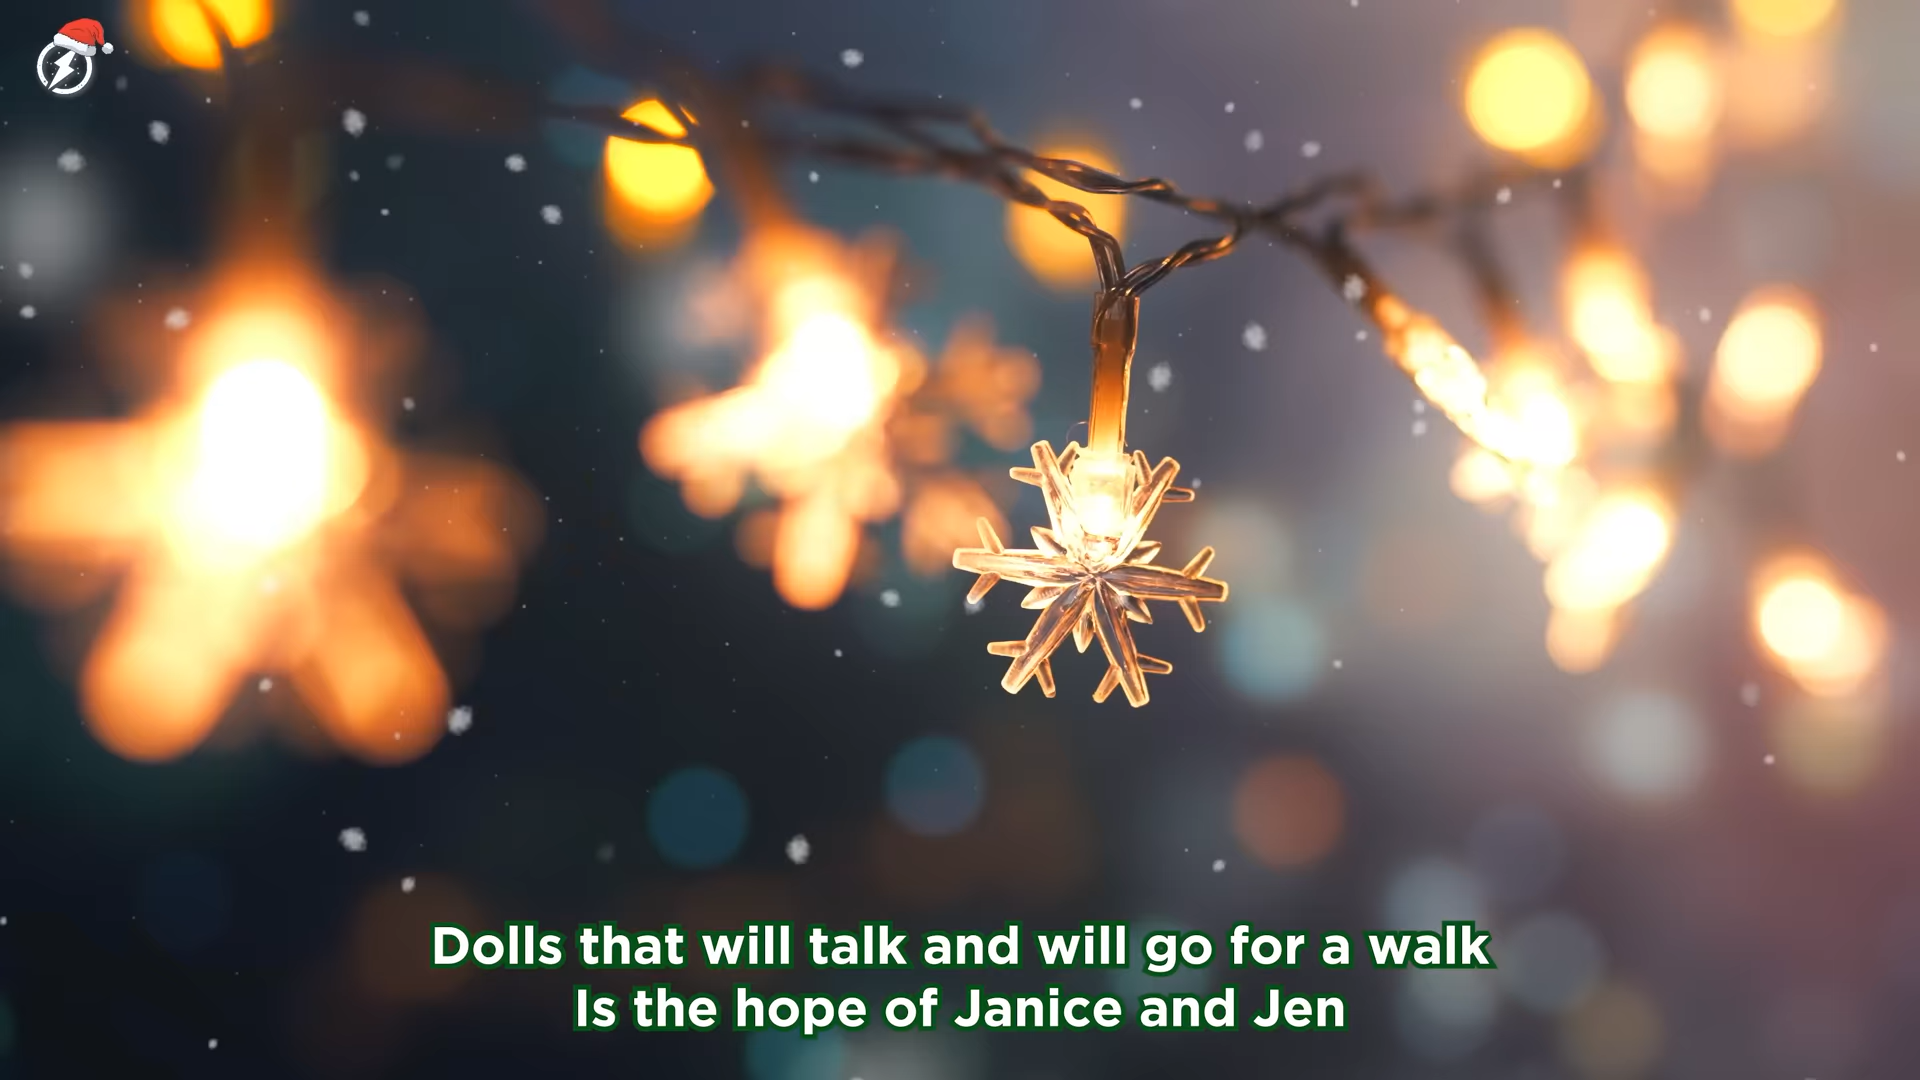 Dolls that will talk and will go for a walk
Is the hope of Janice and Jen